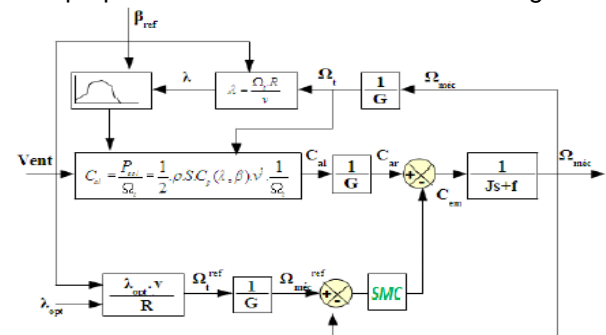 β_ref
λ
λ = Ω_t.R / v
Ω_t
1 / G
Ω_méc
Vent
C_al = P_aér / Ω_t = 1 / 2 .ρ.S.C_p(λ, β).v³. 1 / Ω_t
C_al
1 / G
C_ar
C_em
1 / Js+f
Ω_méc
λ_opt
λ_opt.v / R
Ω_t^ref
1 / G
Ω_méc^ref
SMC